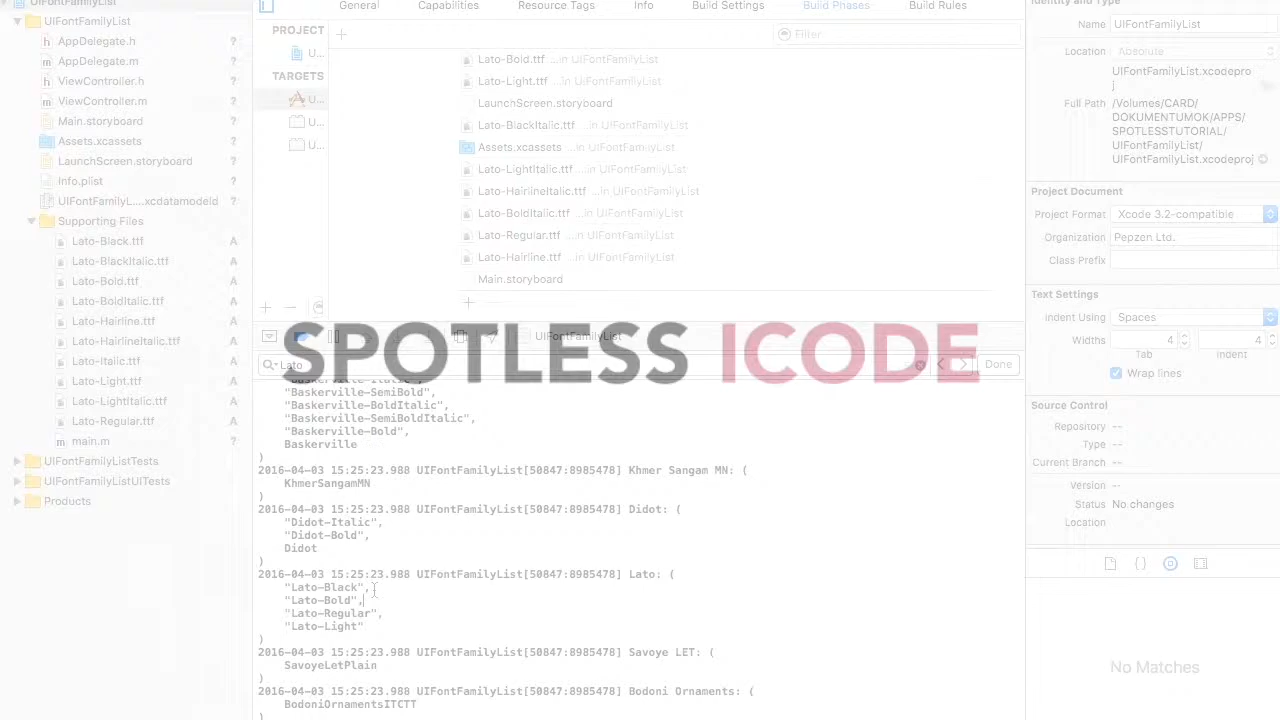 UIFontFamilyList
UIFontFamilyList
AppDelegate.h ?
AppDelegate.m ?
ViewController.h ?
ViewController.m ?
Main.storyboard ?
Assets.xcassets ?
LaunchScreen.storyboard ?
Info.plist ?
UIFontFamilyL....xcdatamodeld ?
Supporting Files
Lato-Black.ttf A
Lato-BlackItalic.ttf A
Lato-Bold.ttf A
Lato-BoldItalic.ttf A
Lato-Hairline.ttf A
Lato-HairlineItalic.ttf A
Lato-Italic.ttf A
Lato-Light.ttf A
Lato-LightItalic.ttf A
Lato-Regular.ttf A
main.m ?
UIFontFamilyListTests
UIFontFamilyListUITests
Products
General Capabilities Resource Tags Info Build Settings Build Phases Build Rules
PROJECT
U...
TARGETS
U...
U...
U...
Filter
Lato-Bold.ttf ...in UIFontFamilyList
Lato-Light.ttf ...in UIFontFamilyList
LaunchScreen.storyboard
Lato-BlackItalic.ttf ...in UIFontFamilyList
Assets.xcassets ...in UIFontFamilyList
Lato-LightItalic.ttf ...in UIFontFamilyList
Lato-HairlineItalic.ttf ...in UIFontFamilyList
Lato-BoldItalic.ttf ...in UIFontFamilyList
Lato-Regular.ttf ...in UIFontFamilyList
Lato-Hairline.ttf ...in UIFontFamilyList
Main.storyboard
UIFontFamilyList
SPOTLESS ICODE
Lato Done
"Baskerville-Italic",
"Baskerville-SemiBold",
"Baskerville-BoldItalic",
"Baskerville-SemiBoldItalic",
"Baskerville-Bold",
Baskerville
)
2016-04-03 15:25:23.988 UIFontFamilyList[50847:8985478] Khmer Sangam MN: (
KhmerSangamMN
)
2016-04-03 15:25:23.988 UIFontFamilyList[50847:8985478] Didot: (
"Didot-Italic",
"Didot-Bold",
Didot
)
2016-04-03 15:25:23.988 UIFontFamilyList[50847:8985478] Lato: (
"Lato-Black",
"Lato-Bold",
"Lato-Regular",
"Lato-Light"
)
2016-04-03 15:25:23.988 UIFontFamilyList[50847:8985478] Savoye LET: (
SavoyeLetPlain
)
2016-04-03 15:25:23.988 UIFontFamilyList[50847:8985478] Bodoni Ornaments: (
BodoniOrnamentsITCTT
)
Identity and Type
Name UIFontFamilyList
Location Absolute
UIFontFamilyList.xcodepro
j
Full Path /Volumes/CARD/
DOKUMENTUMOK/APPS/
SPOTLESSTUTORIAL/
UIFontFamilyList/
UIFontFamilyList.xcodeproj
Project Document
Project Format Xcode 3.2-compatible
Organization Pepzen Ltd.
Class Prefix
Text Settings
Indent Using Spaces
Widths 4 4
Tab Indent
Wrap lines
Source Control
Repository --
Type --
Current Branch --
Version --
Status No changes
Location
No Matches